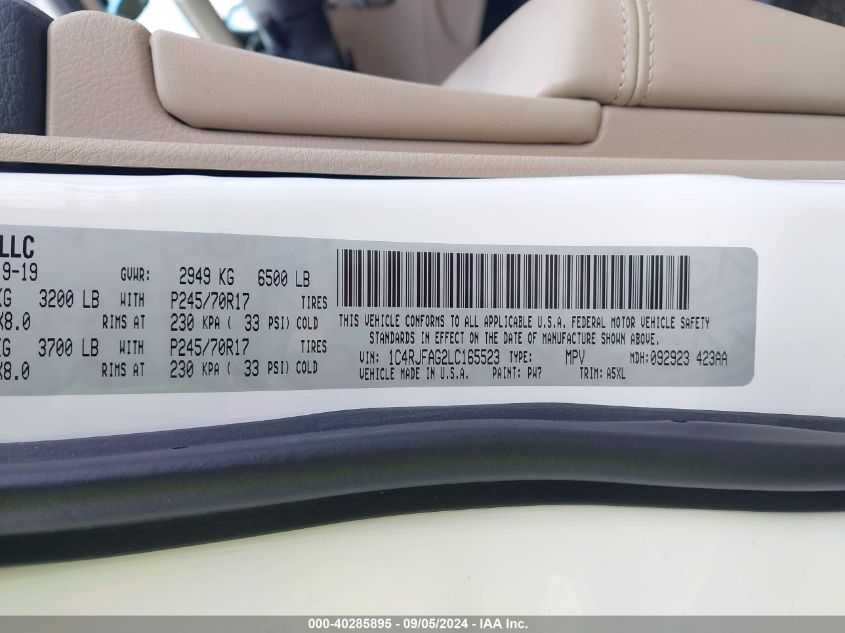 LLC
9-19
GVWR: 2949 KG 6500 LB
KG 3200 LB WITH P245/70R17 TIRES
X8.0 RIMS AT 230 KPA ( 33 PSI) COLD
KG 3700 LB WITH P245/70R17 TIRES
X8.0 RIMS AT 230 KPA ( 33 PSI) COLD
THIS VEHICLE CONFORMS TO ALL APPLICABLE U.S.A. FEDERAL MOTOR VEHICLE SAFETY
STANDARDS IN EFFECT ON THE DATE OF MANUFACTURE SHOWN ABOVE.
VIN: 1C4RJFAG2LC165523 TYPE: MPV MDH:092923 423AA
VEHICLE MADE IN U.S.A. PAINT: PW7 TRIM: A5XL
000-40285895 - 09/05/2024 - IAAI Inc.